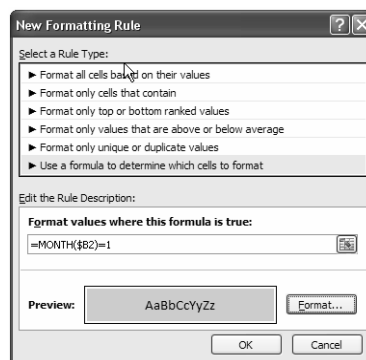 New Formatting Rule
Select a Rule Type:
► Format all cells based on their values
► Format only cells that contain
► Format only top or bottom ranked values
► Format only values that are above or below average
► Format only unique or duplicate values
► Use a formula to determine which cells to format
Edit the Rule Description:
Format values where this formula is true:
=MONTH($B2)=1
Preview: AaBbCcYyZz Format...
OK Cancel